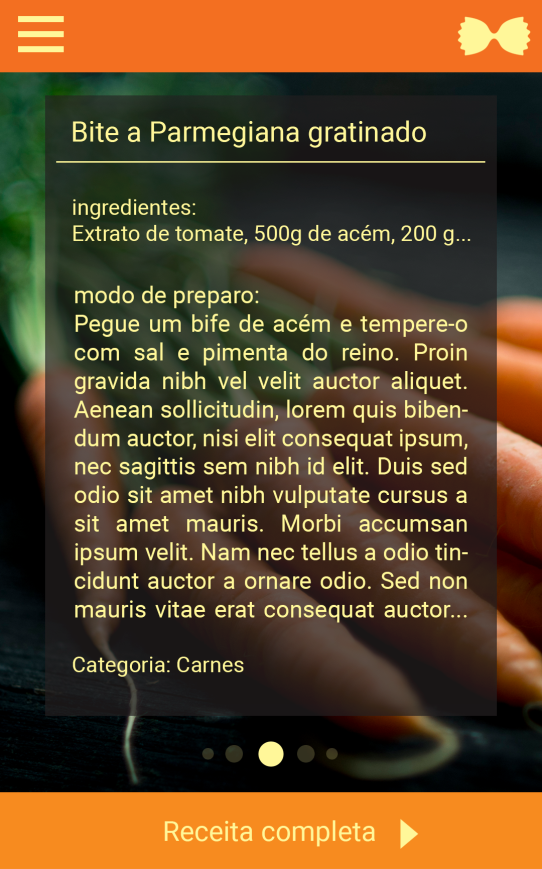 Bite a Parmegiana gratinado
ingredientes:
Extrato de tomate, 500g de acém, 200 g...
modo de preparo:
Pegue um bife de acém e tempere-o
com sal e pimenta do reino. Proin
gravida nibh vel velit auctor aliquet.
Aenean sollicitudin, lorem quis biben-
dum auctor, nisi elit consequat ipsum,
nec sagittis sem nibh id elit. Duis sed
odio sit amet nibh vulputate cursus a
sit amet mauris. Morbi accumsan
ipsum velit. Nam nec tellus a odio tin-
cidunt auctor a ornare odio. Sed non
mauris vitae erat consequat auctor...
Categoria: Carnes
Receita completa